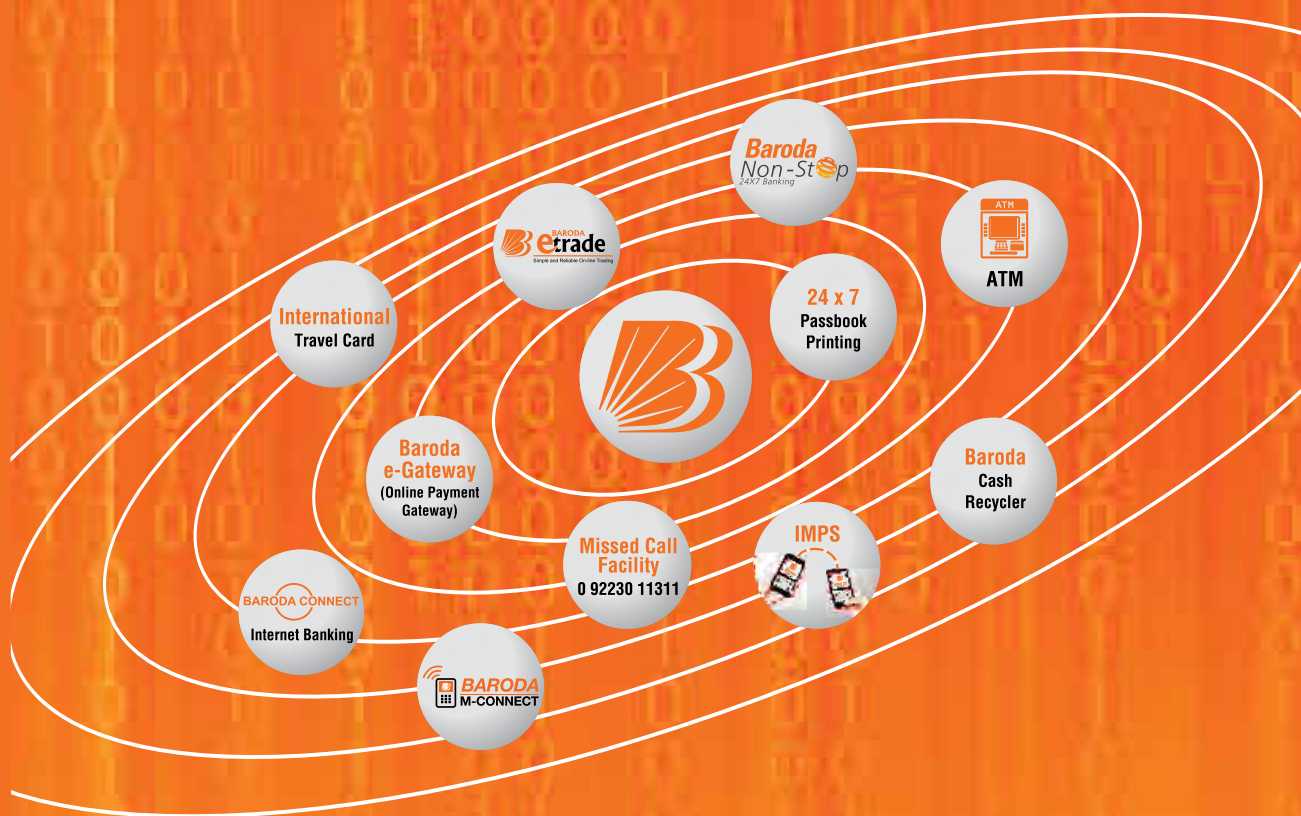 Baroda
Non-Stop
24X7 Banking
ATM
ATM
BARODA
etrade
Simple and Reliable On-line Trading
24 x 7
Passbook
Printing
International
Travel Card
Baroda
e-Gateway
(Online Payment
Gateway)
Baroda
Cash
Recycler
Missed Call
Facility
0 92230 11311
IMPS
BARODA CONNECT
Internet Banking
BARODA
M-CONNECT